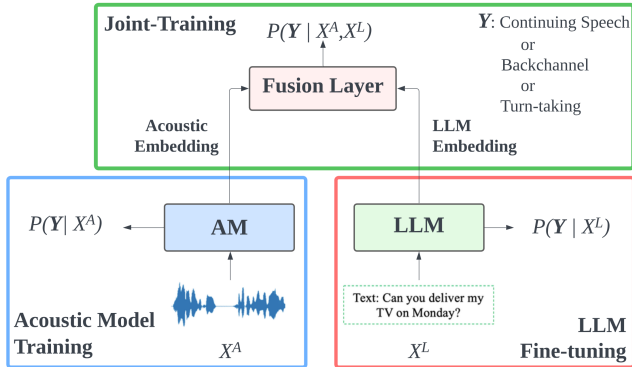 Joint-Training
P(Y | X^A,X^L)
Y: Continuing Speech
or
Backchannel
or
Turn-taking
Fusion Layer
Acoustic
Embedding
LLM
Embedding
P(Y| X^A)
AM
LLM
P(Y | X^L)
Text: Can you deliver my
TV on Monday?
Acoustic Model
Training
X^A
X^L
LLM
Fine-tuning